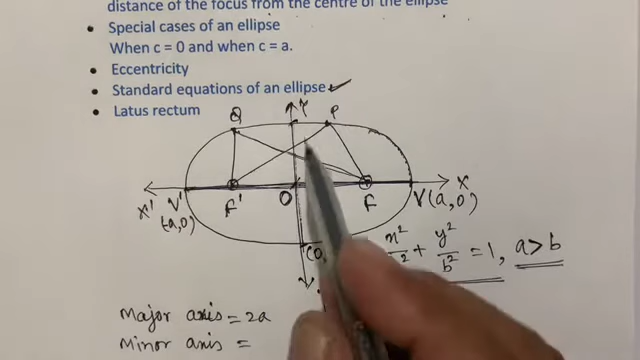 distance of the focus from the centre of the ellipse
• Special cases of an ellipse
When c = 0 and when c = a.
• Eccentricity
• Standard equations of an ellipse ✓
• Latus rectum
Q Y P
X' V' F' O F V(a,0) X
(-a,0)
(0,
x²/ ² + y²/b² = 1, a>b
Major axis = 2a
Minor axis =